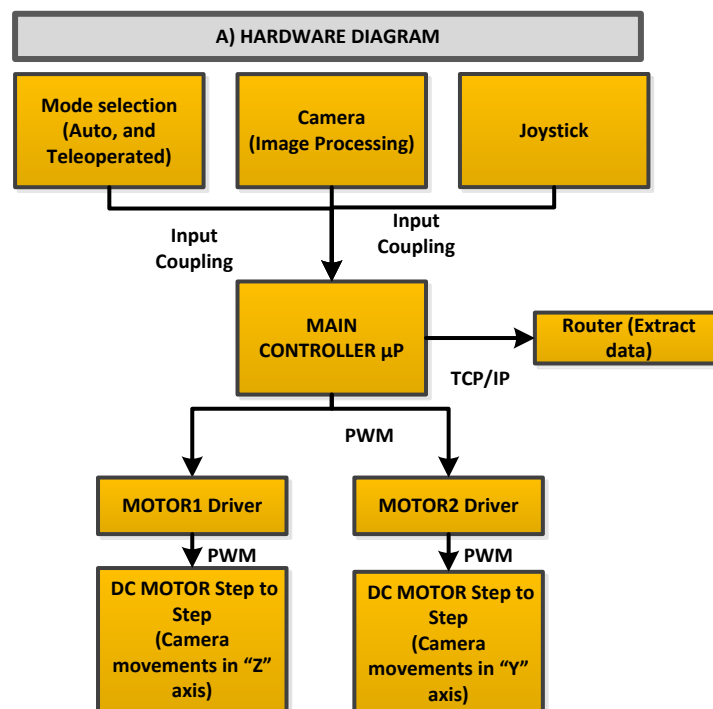 A) HARDWARE DIAGRAM
Mode selection
(Auto, and
Teleoperated)
Camera
(Image Processing)
Joystick
Input
Coupling
Input
Coupling
MAIN
CONTROLLER µP
Router (Extract
data)
TCP/IP
PWM
MOTOR1 Driver
MOTOR2 Driver
PWM
PWM
DC MOTOR Step to
Step
(Camera
movements in “Z”
axis)
DC MOTOR Step to
Step
(Camera
movements in “Y”
axis)